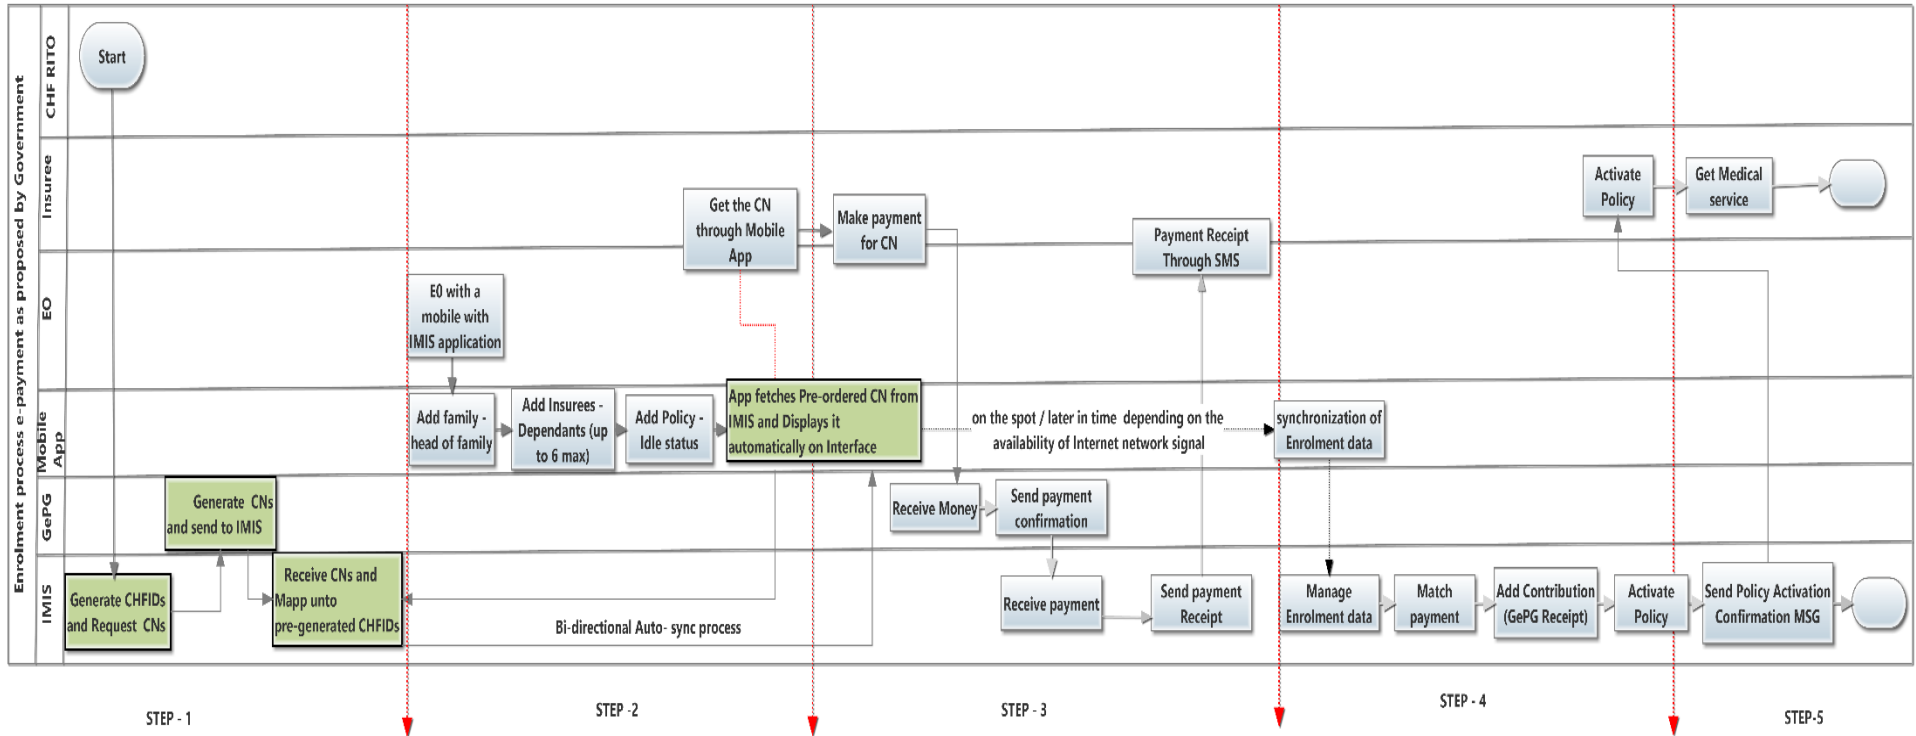 Enrolment process e-payment as proposed by Government
CHF RITO
Start
Insuree
Get the CN
through Mobile
App
Make payment
for CN
Payment Receipt
Through SMS
Activate
Policy
Get Medical
service
EO
E0 with a
mobile with
IMIS application
Mobile
App
Add family -
head of family
Add Insurees -
Dependants (up
to 6 max)
Add Policy -
Idle status
App fetches Pre-ordered CN from
IMIS and Displays it
automatically on Interface
on the spot / later in time depending on the
availability of Internet network signal
synchronization of
Enrolment data
GePG
Generate CNs
and send to IMIS
Receive Money
Send payment
confirmation
IMIS
Generate CHFIDs
and Request CNs
Receive CNs and
Mapp unto
pre-generated CHFIDs
Bi-directional Auto- sync process
Receive payment
Send payment
Receipt
Manage
Enrolment data
Match
payment
Add Contribution
(GePG Receipt)
Activate
Policy
Send Policy Activation
Confirmation MSG
STEP - 1
STEP -2
STEP - 3
STEP - 4
STEP-5